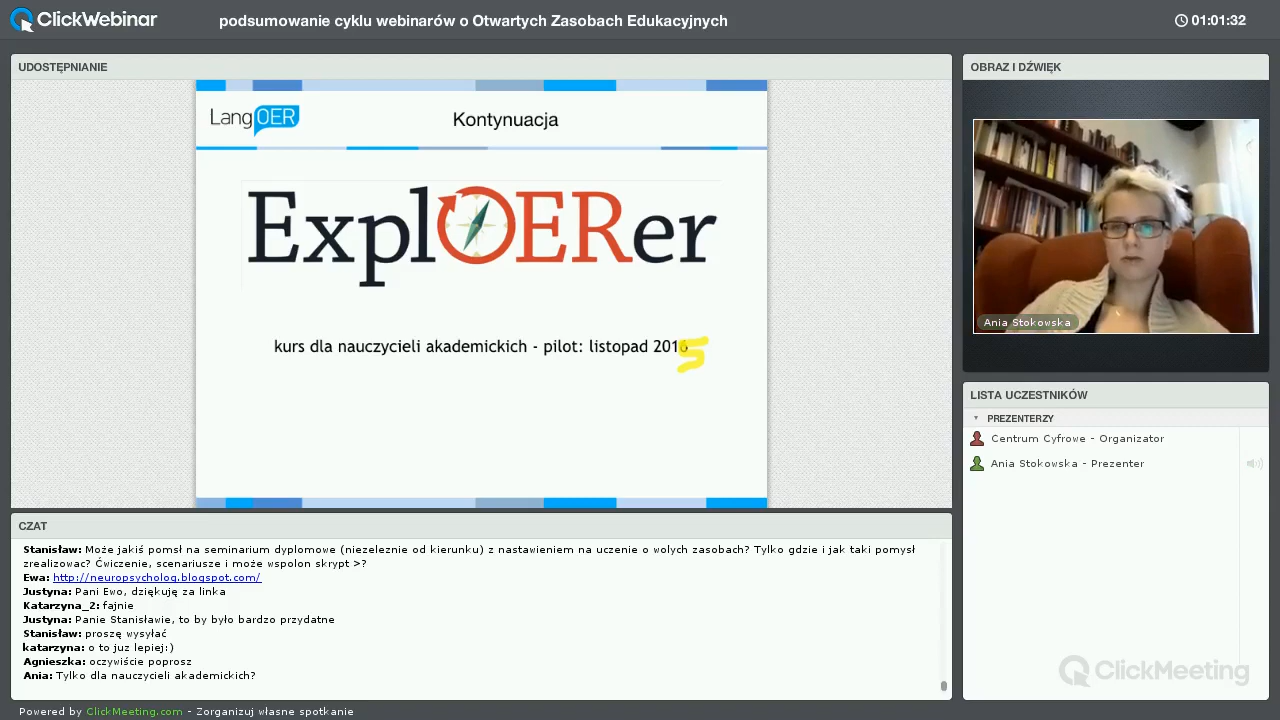 ClickWebinar
podsumowanie cyklu webinarów o Otwartych Zasobach Edukacyjnych
01:01:32
UDOSTĘPNIANIE
LangOER
Kontynuacja
ExplOERer
kurs dla nauczycieli akademickich - pilot: listopad 2015
OBRAZ I DŹWIĘK
Ania Stokowska
LISTA UCZESTNIKÓW
PREZENTERZY
Centrum Cyfrowe - Organizator
Ania Stokowska - Prezenter
CZAT
Stanisław: Może jakiś pomsł na seminarium dyplomowe (niezeleznie od kierunku) z nastawieniem na uczenie o wolych zasobach? Tylko gdzie i jak taki pomysł
zrealizowac? Ćwiczenie, scenariusze i może wspolon skrypt >?
Ewa: http://neuropsycholog.blogspot.com/
Justyna: Pani Ewo, dziękuję za linka
Katarzyna_2: fajnie
Justyna: Panie Stanisławie, to by było bardzo przydatne
Stanisław: proszę wysyłać
katarzyna: o to juz lepiej:)
Agnieszka: oczywiście poprosz
Ania: Tylko dla nauczycieli akademickich?
ClickMeeting
Powered by ClickMeeting.com - Zorganizuj własne spotkanie